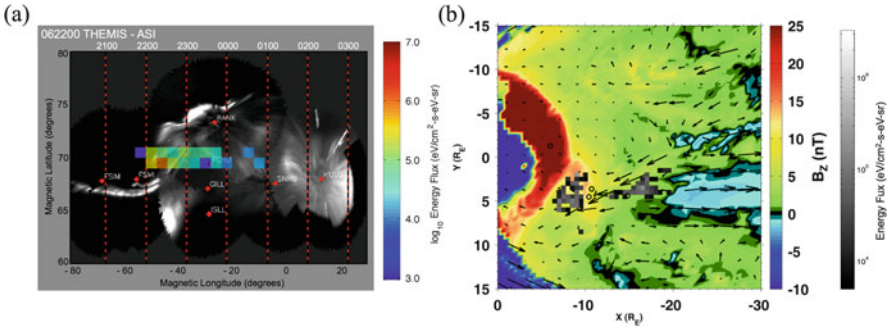 (a)
062200 THEMIS - ASI
2100 2200 2300 0000 0100 0200 0300
80
75
70
65
60
Magnetic Latitude (degrees)
RANK
FSIM
FSMI
GILL
ISLL
-80 -60 -40 -20 0 20
Magnetic Longitude (degrees)
7.0
6.0
5.0
4.0
3.0
log10 Energy Flux (eV/cm²-s-eV-sr)
(b)
-15
-10
-5
0
5
10
15
Y (RE)
0 -10 -20 -30
X (RE)
25
20
15
10
5
0
-5
-10
BZ [nT]
Energy Fux (eV/cm²-s-eV-sr)